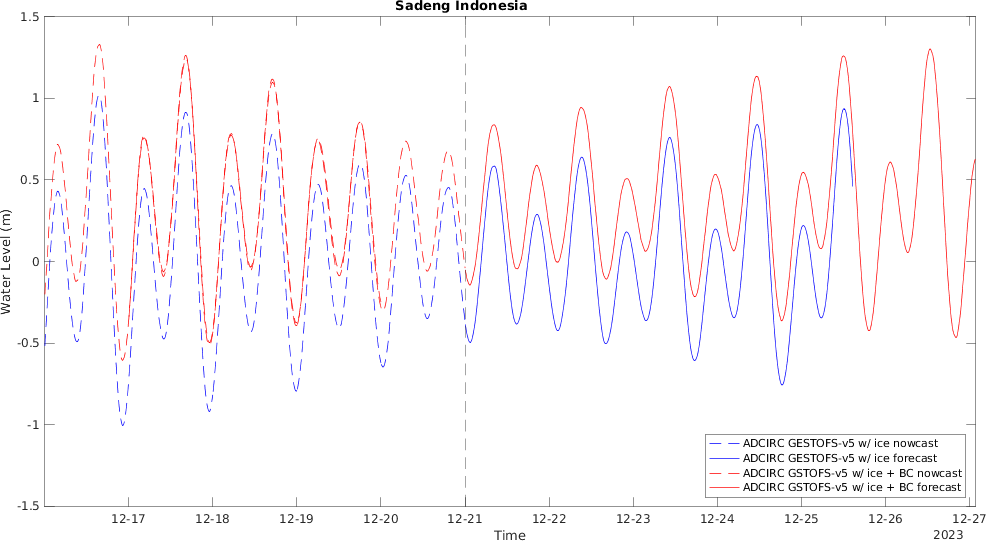 Sadeng Indonesia
1.5
1
0.5
0
-0.5
-1
-1.5
Water Level (m)
ADCIRC GESTOFS-v5 w/ ice nowcast
ADCIRC GESTOFS-v5 w/ ice forecast
ADCIRC GSTOFS-v5 w/ ice + BC nowcast
ADCIRC GSTOFS-v5 w/ ice + BC forecast
12-17 12-18 12-19 12-20 12-21 12-22 12-23 12-24 12-25 12-26 12-27
Time
2023